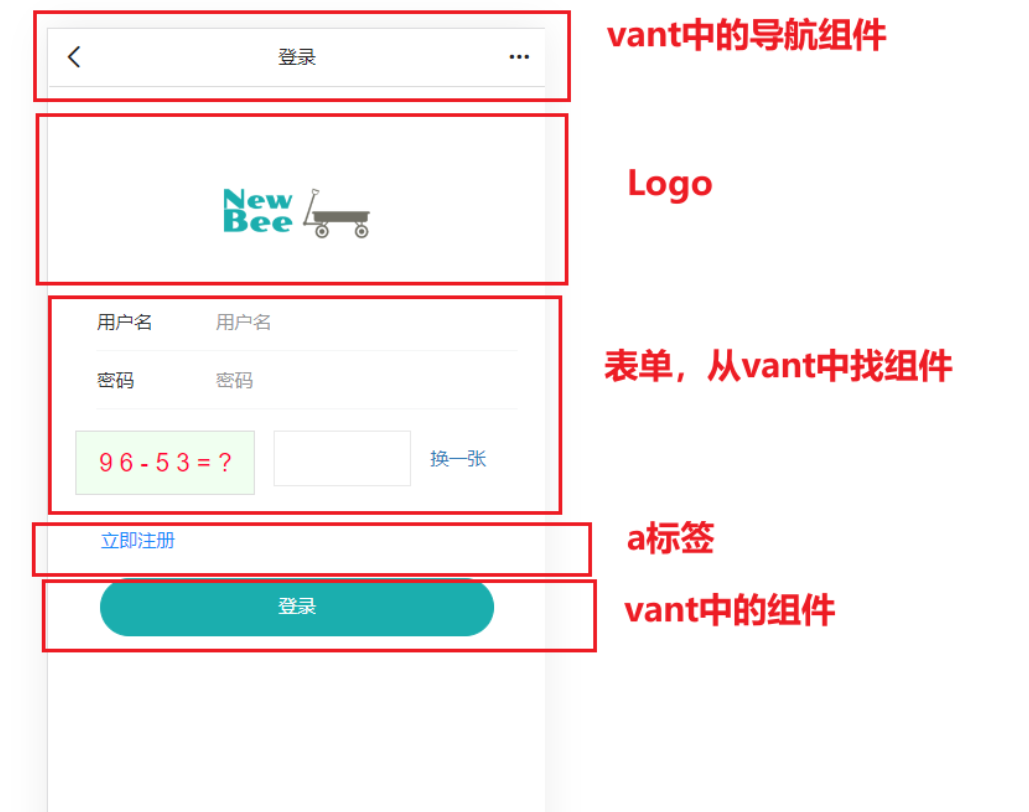 登录
vant中的导航组件
New
Bee
Logo
用户名 用户名
密码 密码
表单，从vant中找组件
96-53=?
换一张
立即注册
a标签
登录
vant中的组件